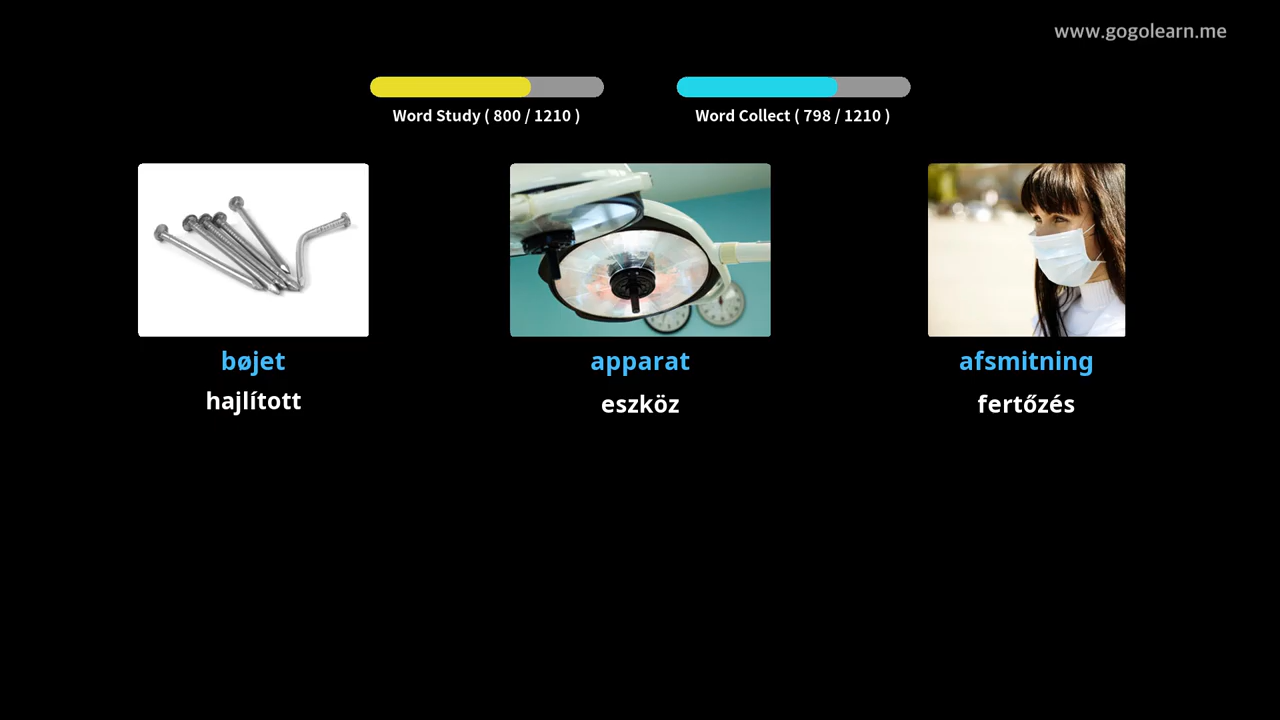 www.gogolearn.me
Word Study ( 800 / 1210 )
Word Collect ( 798 / 1210 )
bøjet
apparat
afsmitning
hajlított
eszköz
fertőzés